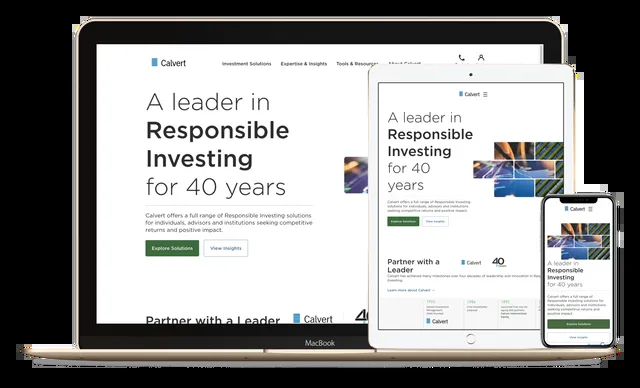 Calvert
Investment Solutions
Expertise & Insights
Tools & Resources
About Calvert
A leader in
Responsible
Investing
for 40 years
Calvert offers a full range of Responsible Investing solutions
for individuals, advisors and institutions seeking competitive
returns and positive impact.
Explore Solutions
View Insights
Partner with a Leader
Calvert
40
MacBook
Calvert
A leader in
Responsible
Investing
for 40
years
Calvert offers a full range of Responsible Investing solutions
for individuals, advisors and institutions seeking competitive
returns and positive impact.
Explore Solutions
View Insights
Partner with a
Leader
Calvert
40
Calvert has achieved many milestones over four decades of leadership and innovation in
Learn more about Calvert
Calvert
Calvert
A leader in
Responsible
Investing
for 40 years
Calvert offers a full range of
Responsible Investing solutions for
individuals, advisors and institutions
seeking competitive returns and
positive impact.
Explore Solutions
View Insights